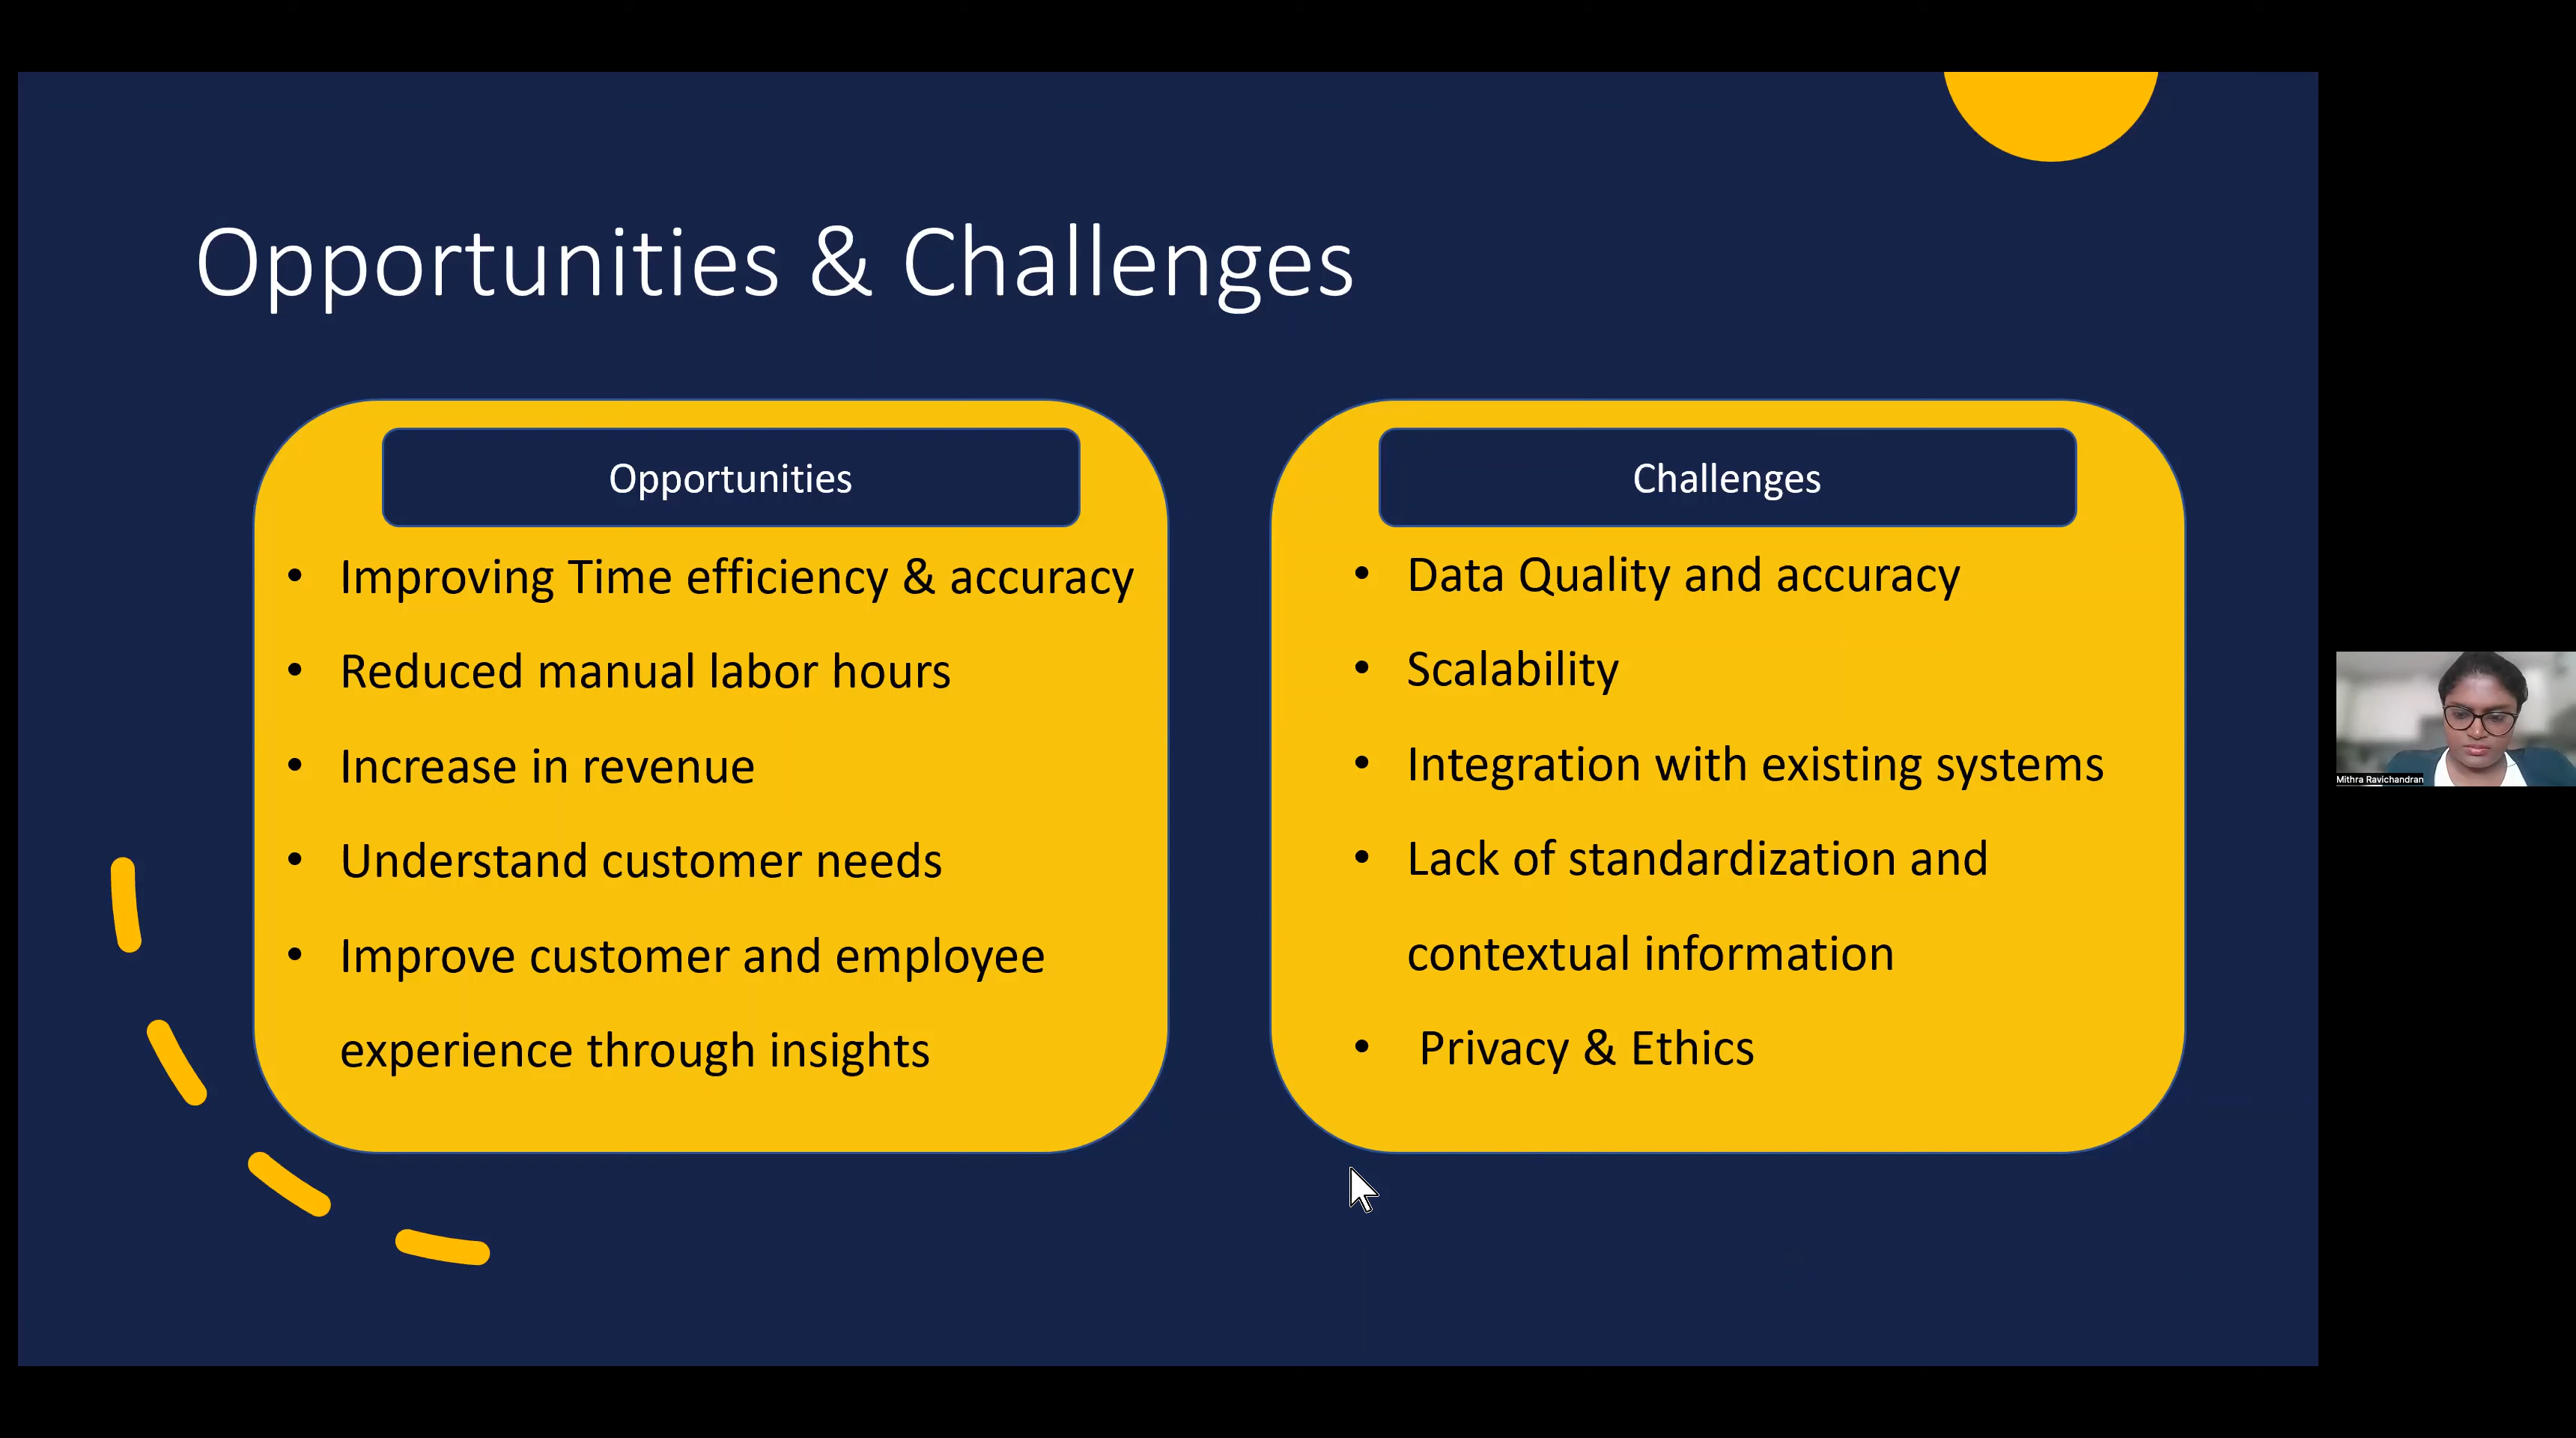 Opportunities & Challenges
Opportunities
• Improving Time efficiency & accuracy
• Reduced manual labor hours
• Increase in revenue
• Understand customer needs
• Improve customer and employee
experience through insights
Challenges
• Data Quality and accuracy
• Scalability
• Integration with existing systems
• Lack of standardization and
contextual information
• Privacy & Ethics
Mithra Ravichandran